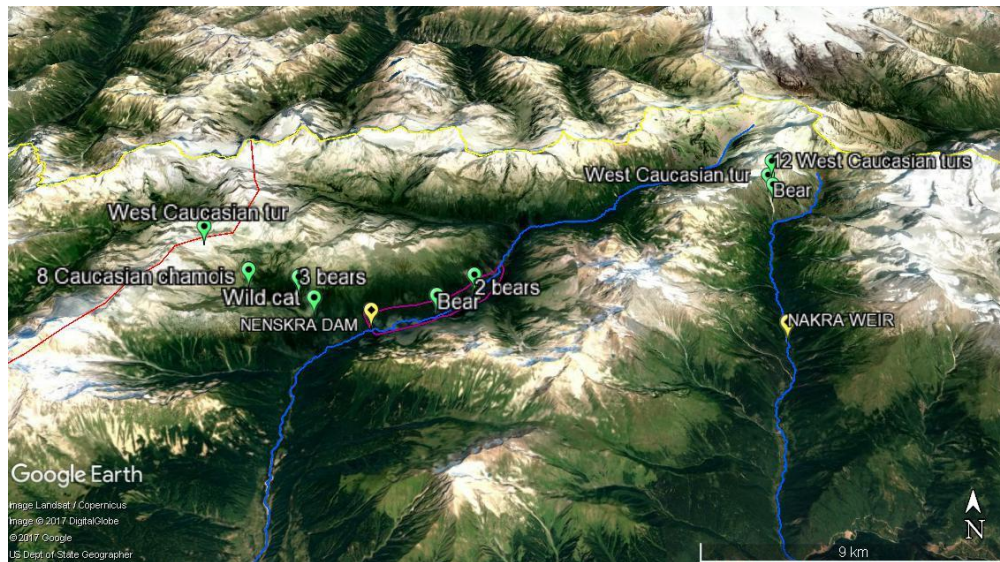 12 West Caucasian turs
West Caucasian tur
Bear
West Caucasian tur
8 Caucasian chamois
3 bears
2 bears
Wild cat
Bear
NENSKRA DAM
NAKRA WEIR
Google Earth
Image Landsat / Copernicus
Image © 2017 DigitalGlobe
© 2017 Google
US Dept of State Geographer
N
9 km